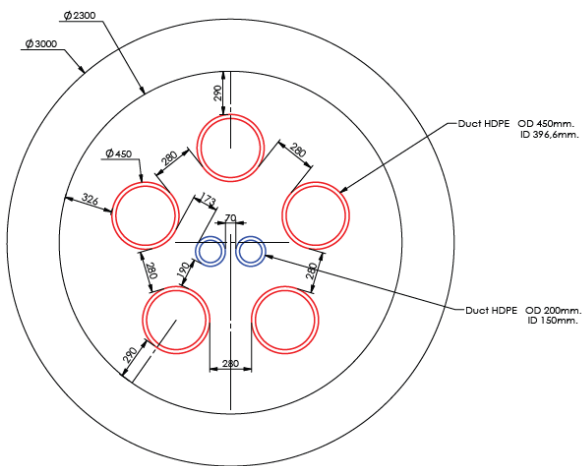 Ø3000
Ø2300
290
Duct HDPE OD 450mm.
ID 396,6mm.
280
280
Ø450
173
326
70
190
280
280
Duct HDPE OD 200mm.
ID 150mm.
290
280